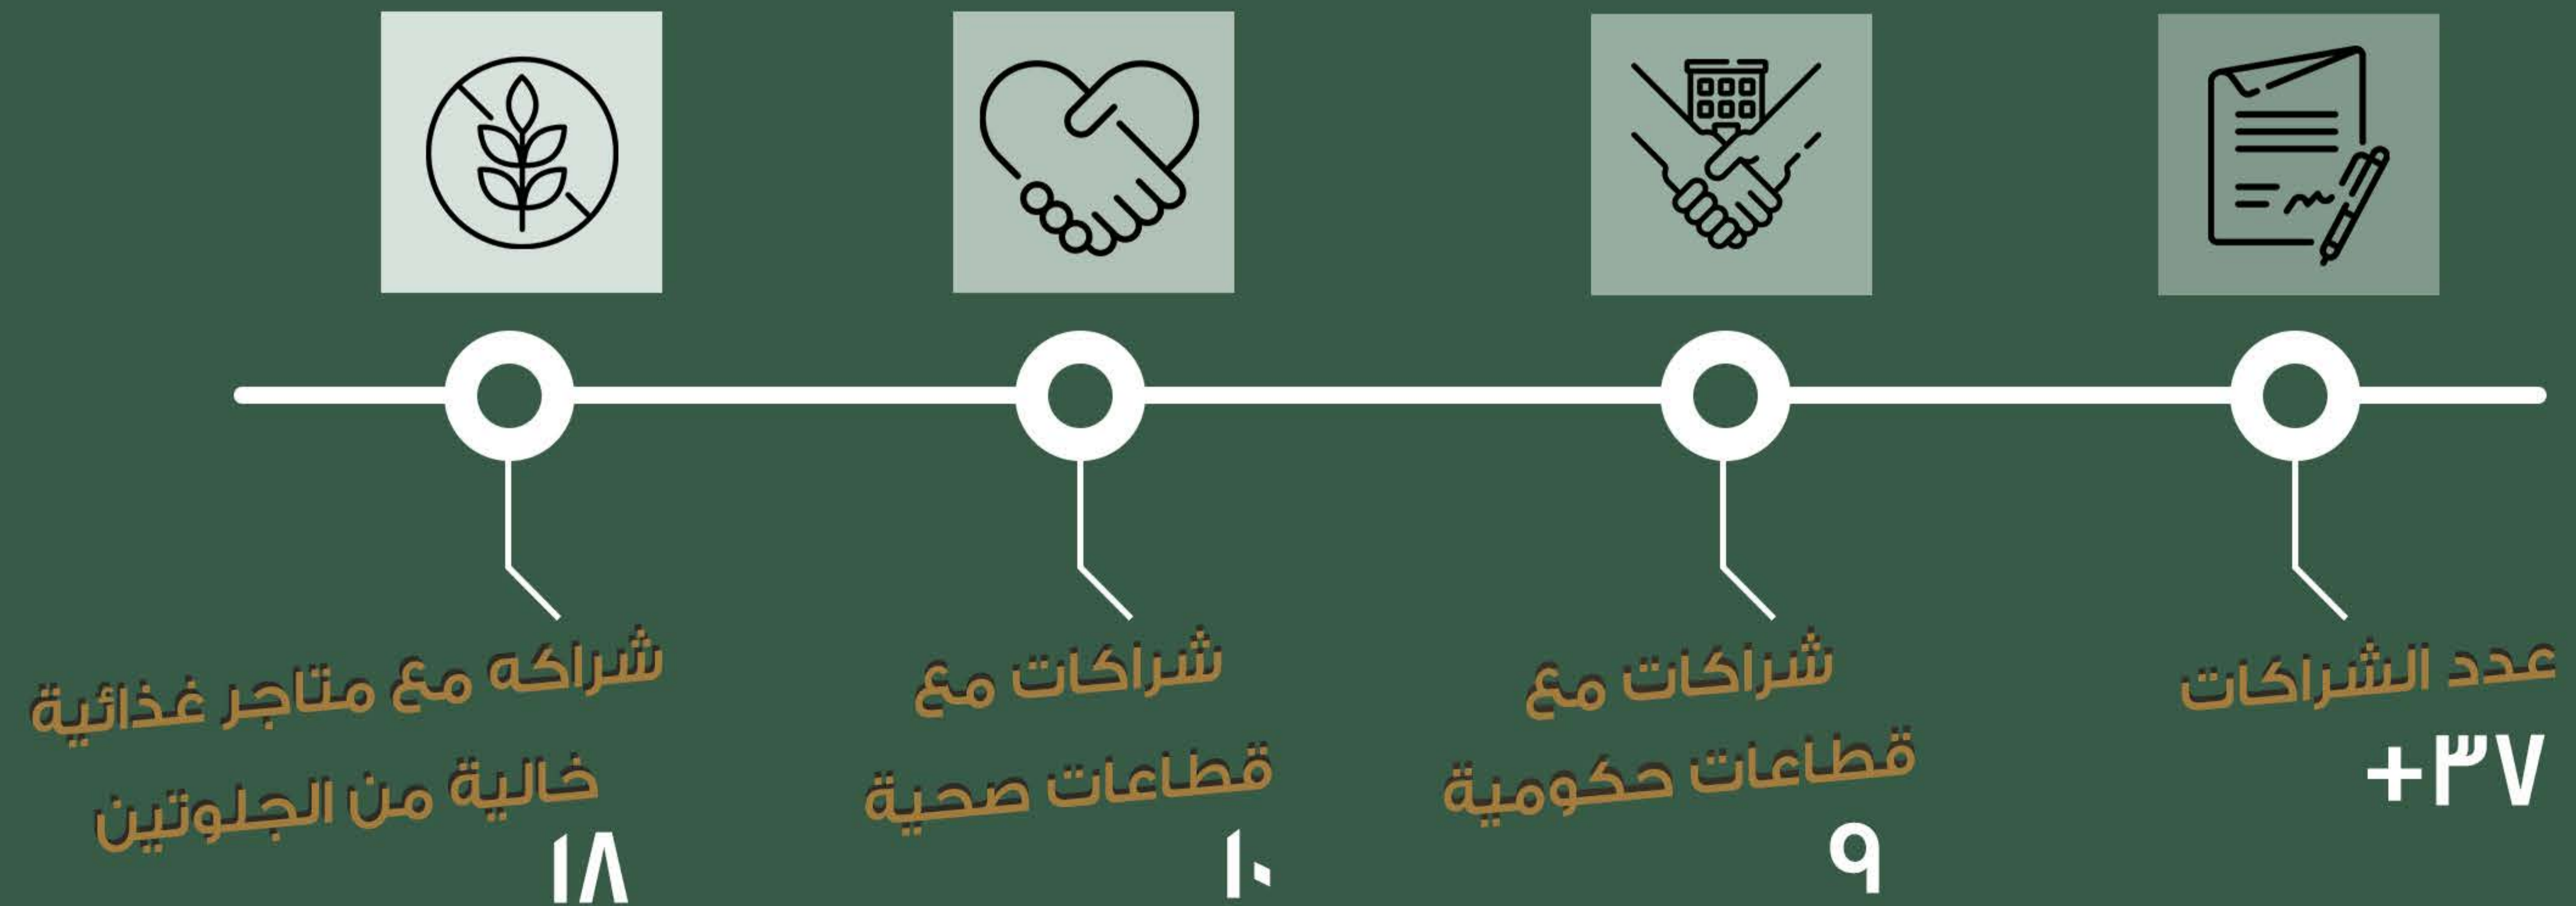 عدد الشراكات
+٣٧
شراكات مع
قطاعات حكومية
٩
شراكات مع
قطاعات صحية
١٠
شراكه مع متاجر غذائية
خالية من الجلوتين
١٨